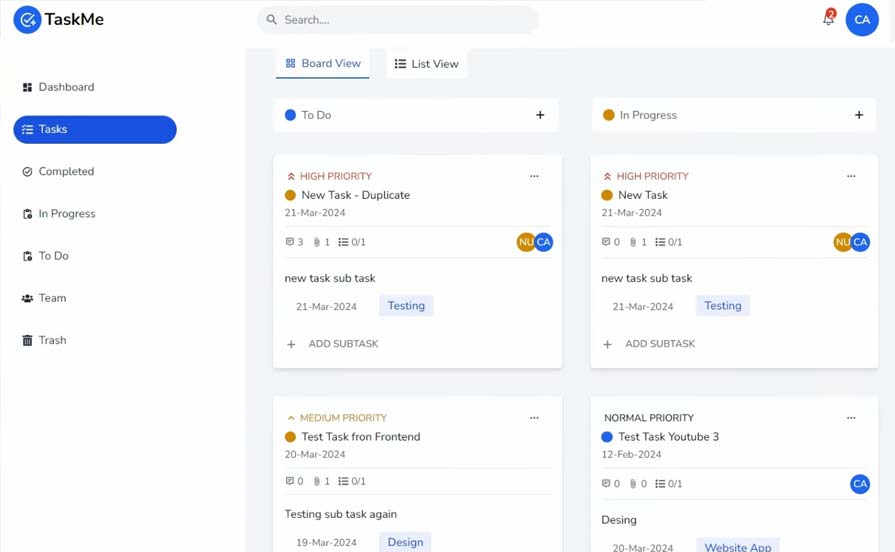 TaskMe
Search....
2
CA
Dashboard
Tasks
Completed
In Progress
To Do
Team
Trash
Board View
List View
To Do
+
In Progress
+
HIGH PRIORITY
...
New Task - Duplicate
21-Mar-2024
3 1 0/1
NU CA
new task sub task
21-Mar-2024 Testing
+ ADD SUBTASK
HIGH PRIORITY
...
New Task
21-Mar-2024
0 1 0/1
NU CA
new task sub task
21-Mar-2024 Testing
+ ADD SUBTASK
MEDIUM PRIORITY
...
Test Task fron Frontend
20-Mar-2024
0 1 0/1
Testing sub task again
19-Mar-2024 Design
NORMAL PRIORITY
...
Test Task Youtube 3
12-Feb-2024
0 0 0/1
CA
Desing
20-Mar-2024 Website App